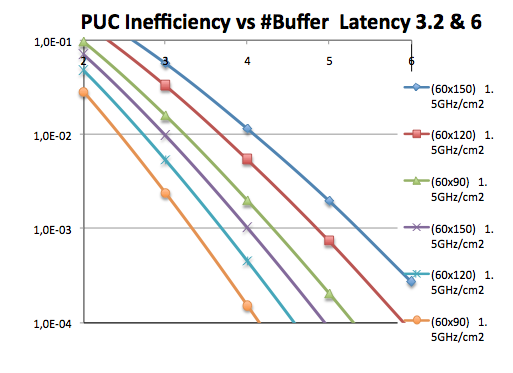 PUC Inefficiency vs #Buffer Latency 3.2 & 6
1,0E-01
2 3 4 5 6
1,0E-02
1,0E-03
1,0E-04
(60x150) 1.
5GHz/cm2
(60x120) 1.
5GHz/cm2
(60x90) 1.
5GHz/cm2
(60x150) 1.
5GHz/cm2
(60x120) 1.
5GHz/cm2
(60x90) 1.
5GHz/cm2